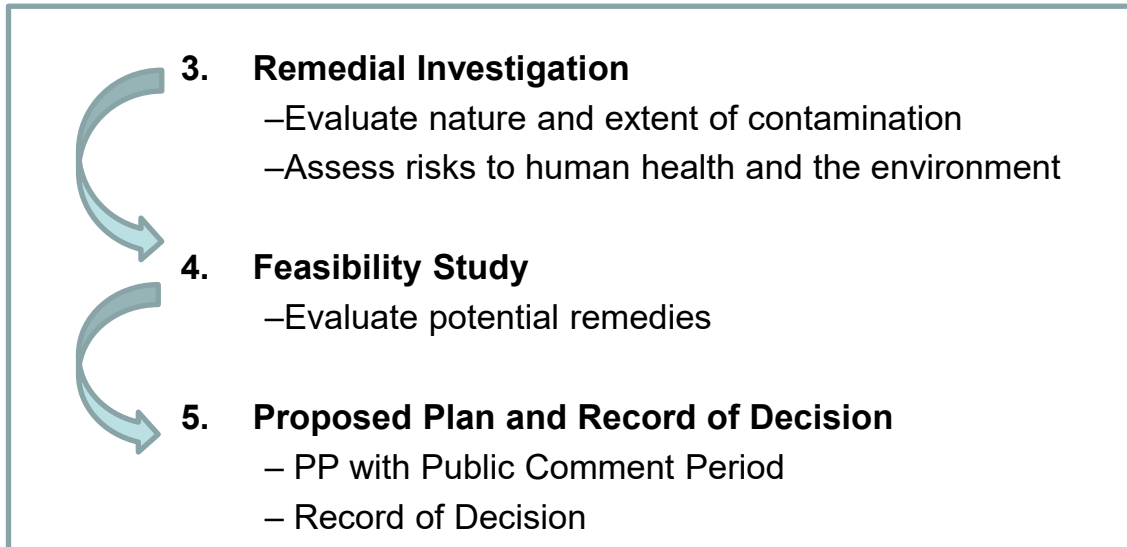 3. Remedial Investigation
–Evaluate nature and extent of contamination
–Assess risks to human health and the environment
4. Feasibility Study
–Evaluate potential remedies
5. Proposed Plan and Record of Decision
– PP with Public Comment Period
– Record of Decision